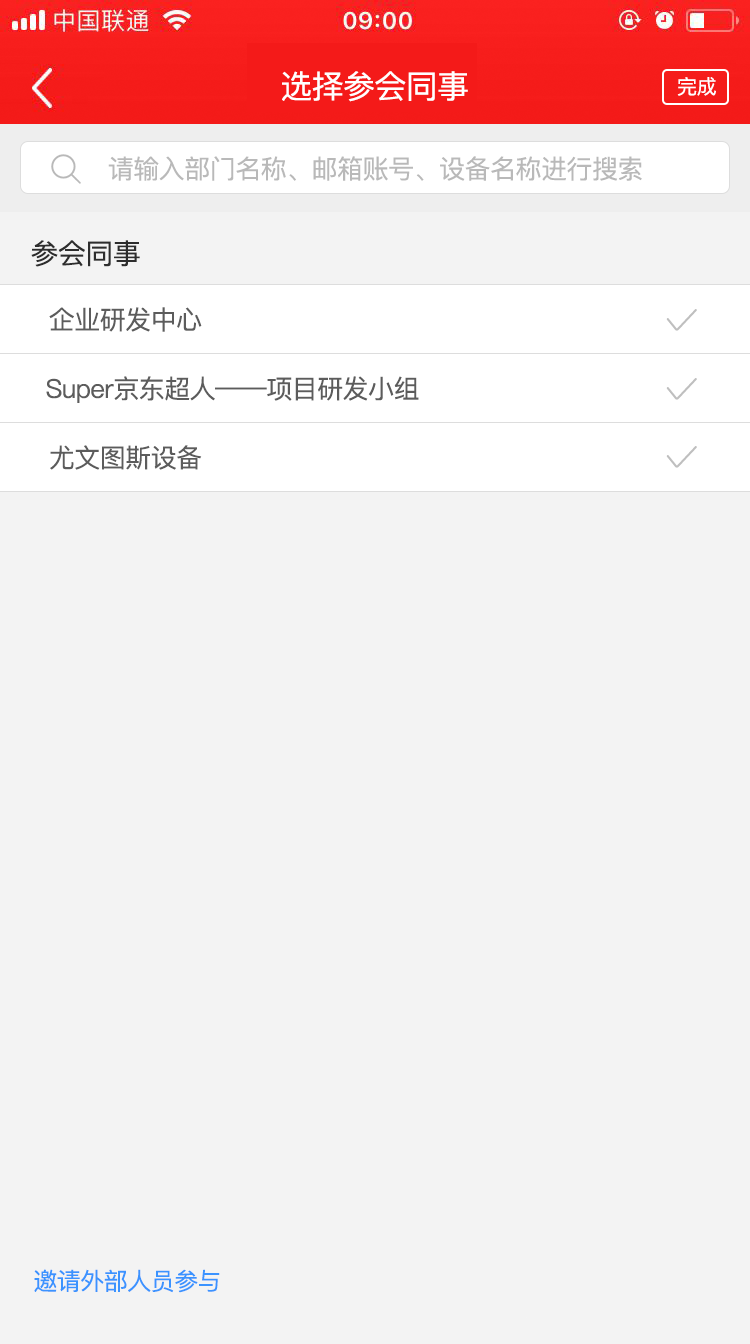 中国联通
09:00
选择参会同事
完成
请输入部门名称、邮箱账号、设备名称进行搜索
参会同事
企业研发中心
Super京东超人——项目研发小组
尤文图斯设备
邀请外部人员参与